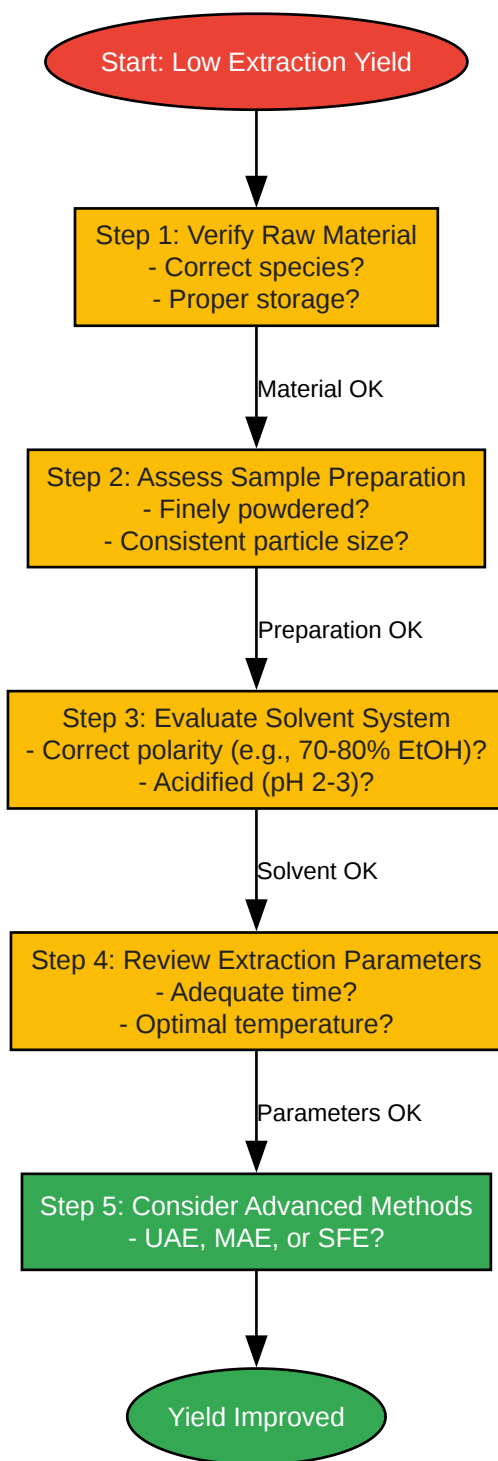 Start: Low Extraction Yield
Step 1: Verify Raw Material
- Correct species?
- Proper storage?
Material OK
Step 2: Assess Sample Preparation
- Finely powdered?
- Consistent particle size?
Preparation OK
Step 3: Evaluate Solvent System
- Correct polarity (e.g., 70-80% EtOH)?
- Acidified (pH 2-3)?
Solvent OK
Step 4: Review Extraction Parameters
- Adequate time?
- Optimal temperature?
Parameters OK
Step 5: Consider Advanced Methods
- UAE, MAE, or SFE?
Yield Improved